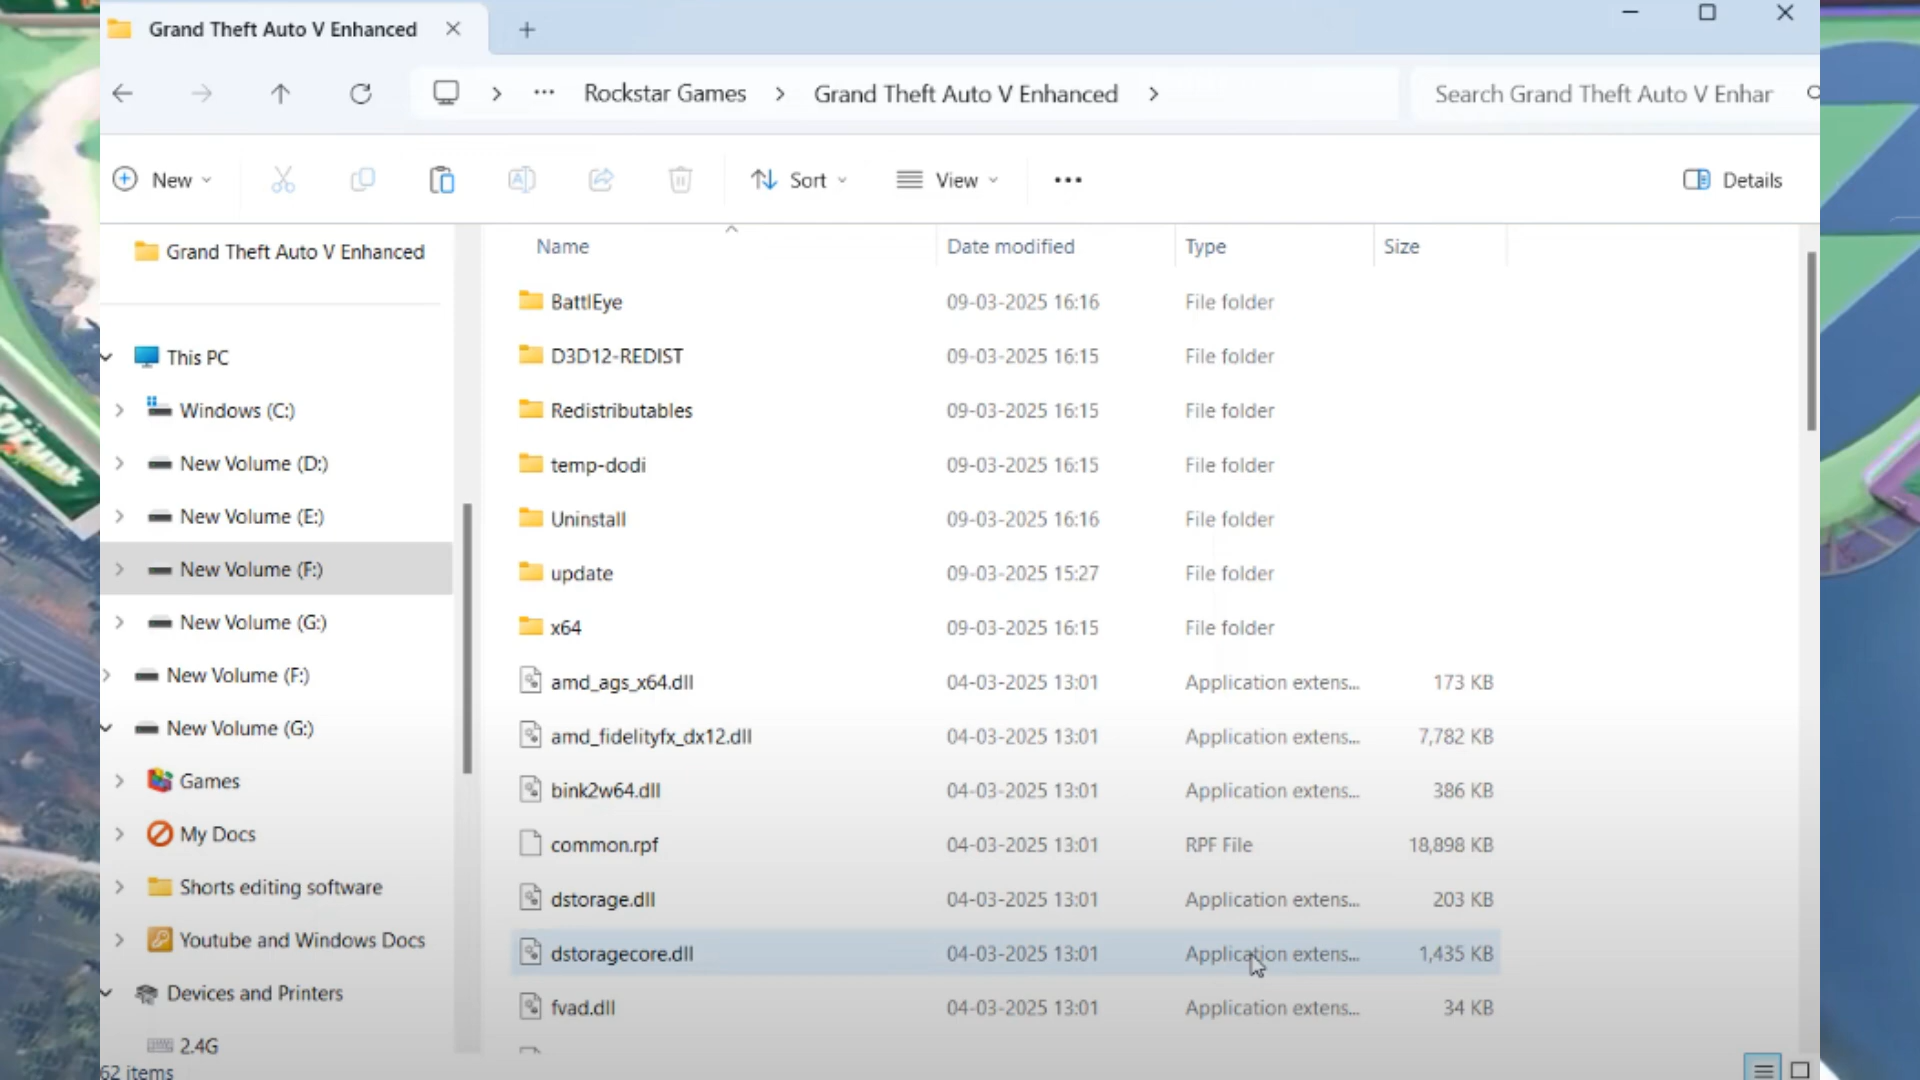 Grand Theft Auto V Enhanced
Rockstar Games > Grand Theft Auto V Enhanced >
Search Grand Theft Auto V Enhar
New
Sort
View
Details
Grand Theft Auto V Enhanced
This PC
Windows (C:)
New Volume (D:)
New Volume (E:)
New Volume (F:)
New Volume (G:)
New Volume (F:)
New Volume (G:)
Games
My Docs
Shorts editing software
Youtube and Windows Docs
Devices and Printers
2.4G
Name Date modified Type Size
BattlEye 09-03-2025 16:16 File folder
D3D12-REDIST 09-03-2025 16:15 File folder
Redistributables 09-03-2025 16:15 File folder
temp-dodi 09-03-2025 16:15 File folder
Uninstall 09-03-2025 16:16 File folder
update 09-03-2025 15:27 File folder
x64 09-03-2025 16:15 File folder
amd_ags_x64.dll 04-03-2025 13:01 Application extens... 173 KB
amd_fidelityfx_dx12.dll 04-03-2025 13:01 Application extens... 7,782 KB
bink2w64.dll 04-03-2025 13:01 Application extens... 386 KB
common.rpf 04-03-2025 13:01 RPF File 18,898 KB
dstorage.dll 04-03-2025 13:01 Application extens... 203 KB
dstoragecore.dll 04-03-2025 13:01 Application extens... 1,435 KB
fvad.dll 04-03-2025 13:01 Application extens... 34 KB
62 items
Sprunk